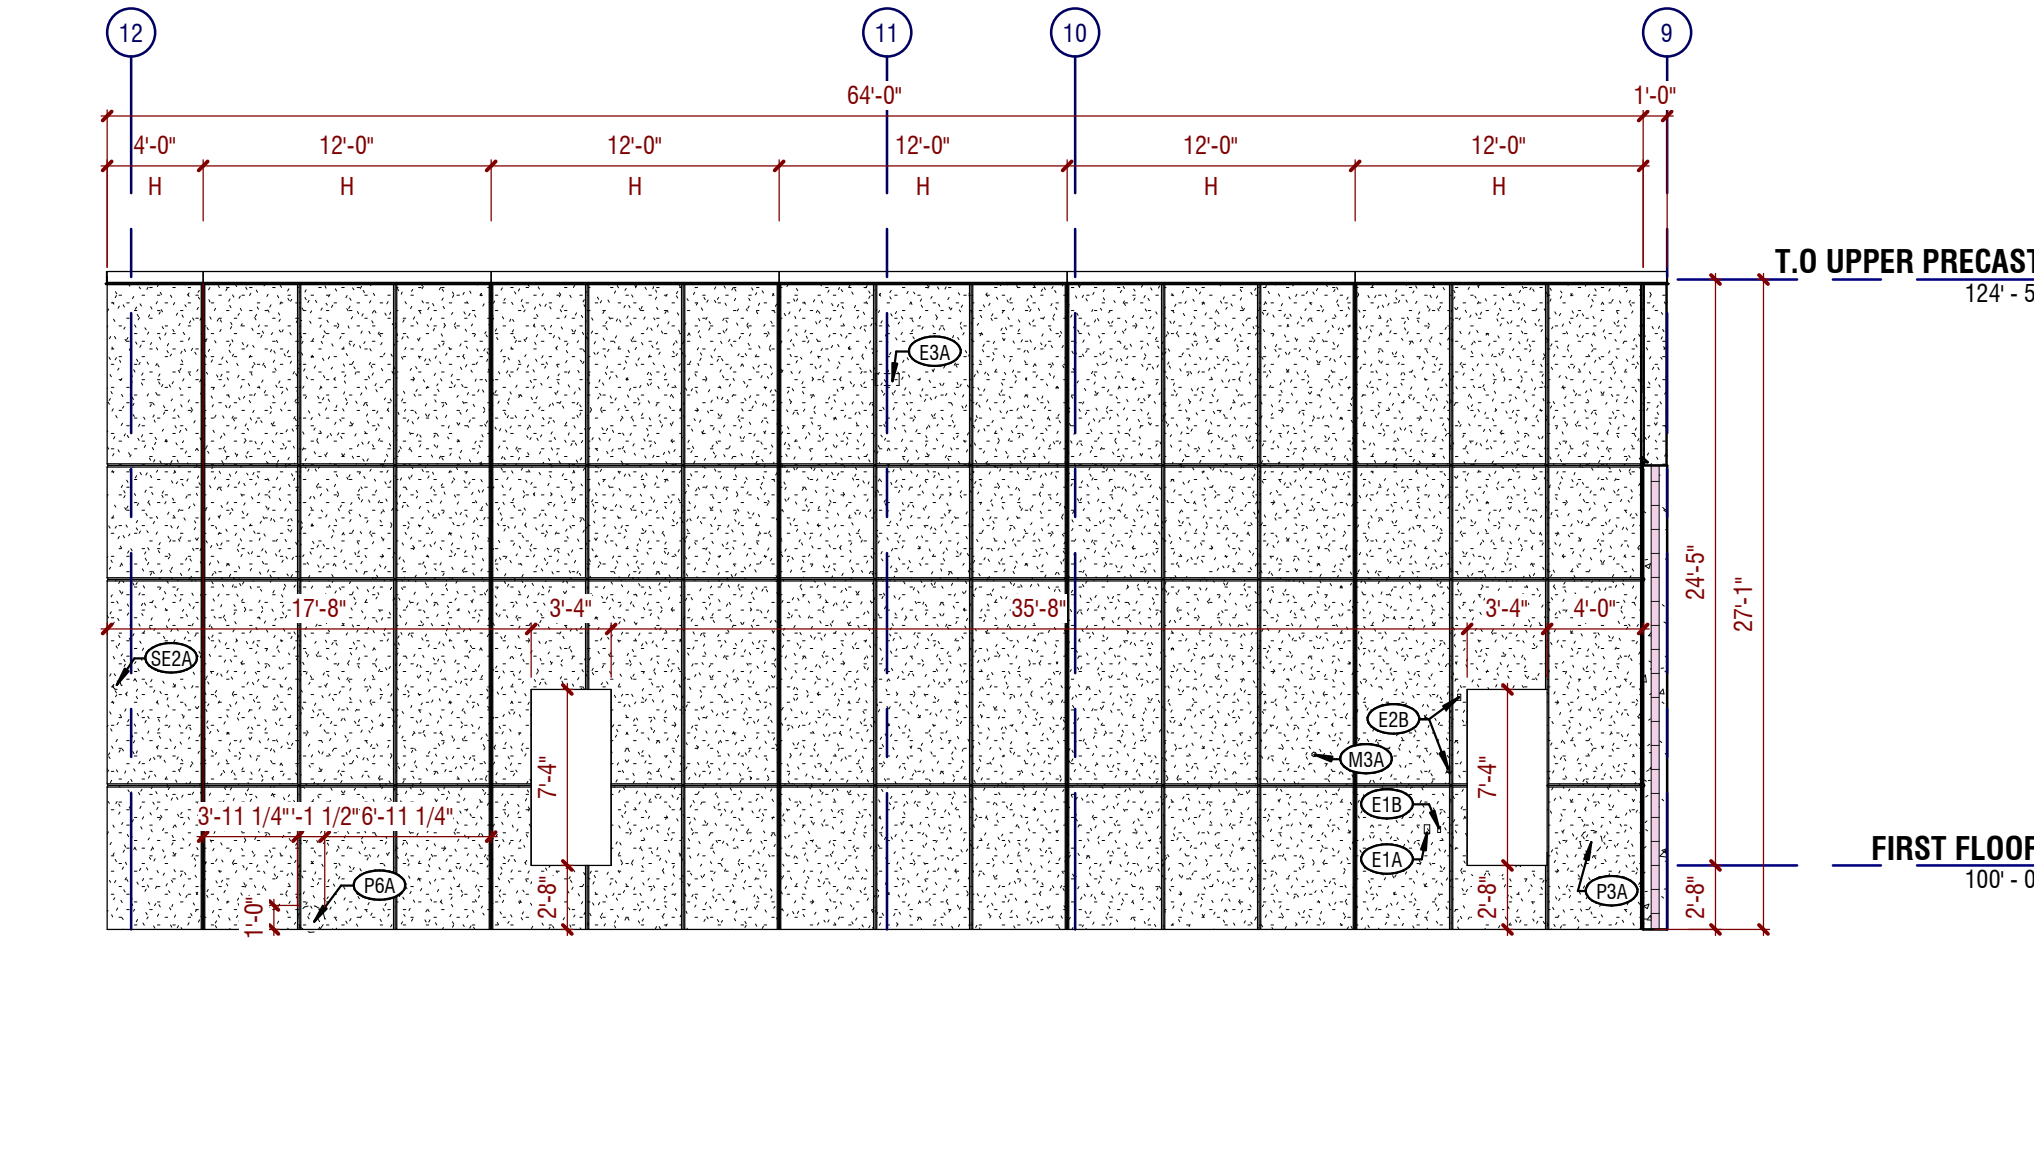 12 11 10 9
64'-0" 1'-0"
4'-0" 12'-0" 12'-0" 12'-0" 12'-0" 12'-0"
H H H H H H
T.O UPPER PRECAST
124' - 5
E3A
24'-5"
27'-1"
17'-8" 3'-4" 35'-8" 3'-4" 4'-0"
SE2A
E2B
M3A
7'-4" 7'-4"
E1B
3'-11 1/4" '-1 1/2" 6'-11 1/4"
E1A
FIRST FLOOR
100' - 0
P6A
P3A
1'-0" 2'-8" 2'-8" 2'-8"